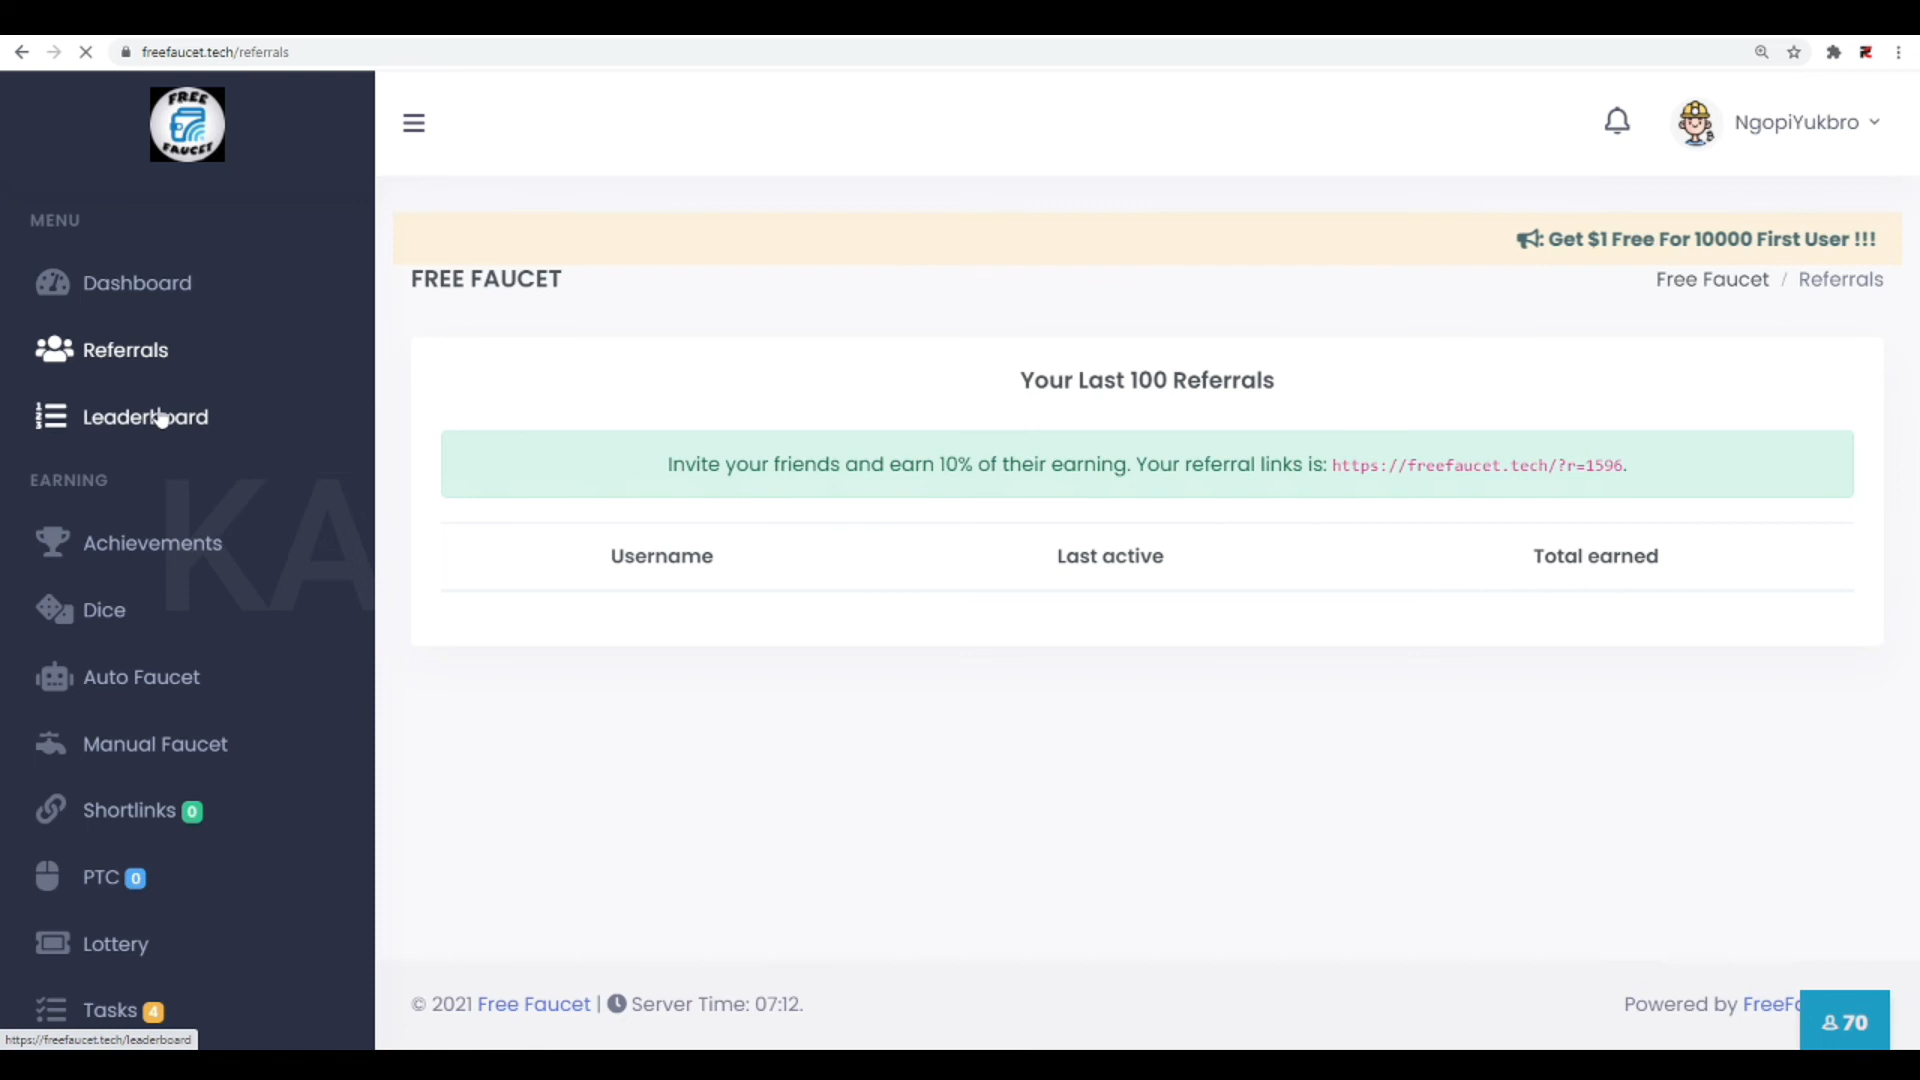 freefaucet.tech/referrals
FREE
FAUCET
NgopiYukbro
MENU
Dashboard
Referrals
Leaderboard
EARNING
Achievements
Dice
Auto Faucet
Manual Faucet
Shortlinks 0
PTC 0
Lottery
Tasks 4
https://freefaucet.tech/leaderboard
KA
: Get $1 Free For 10000 First User !!!
FREE FAUCET
Free Faucet / Referrals
Your Last 100 Referrals
Invite your friends and earn 10% of their earning. Your referral links is: https://freefaucet.tech/?r=1596.
Username Last active Total earned
© 2021 Free Faucet | Server Time: 07:12.
Powered by FreeFa
70